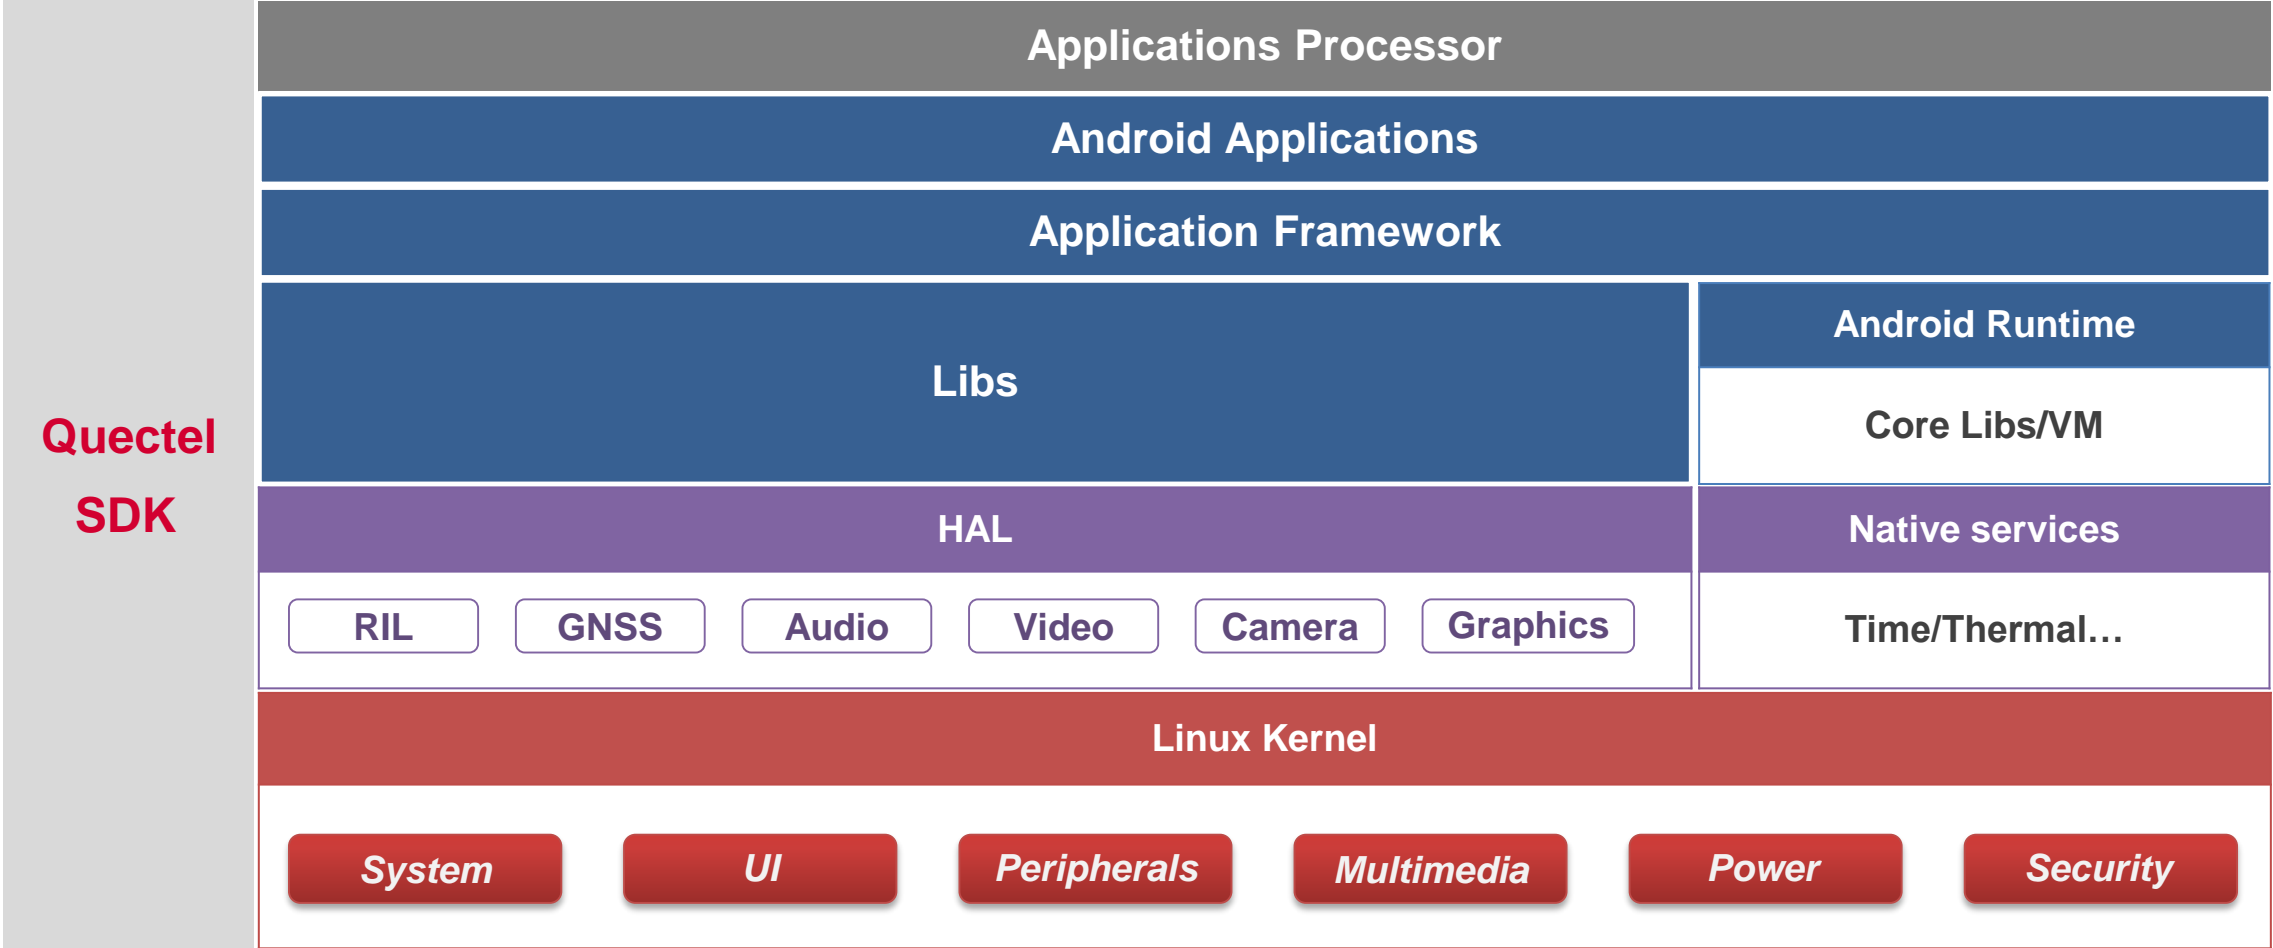 Applications Processor
Android Applications
Application Framework
Libs
Android Runtime
Core Libs/VM
Quectel
SDK
HAL
Native services
RIL
GNSS
Audio
Video
Camera
Graphics
Time/Thermal…
Linux Kernel
System
UI
Peripherals
Multimedia
Power
Security